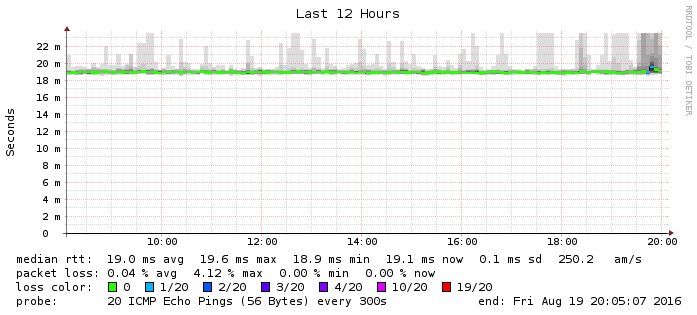 Last 12 Hours
RRDTOOL / TOBI OETIKER
Seconds
22 m
20 m
18 m
16 m
14 m
12 m
10 m
8 m
6 m
4 m
2 m
0
10:00 12:00 14:00 16:00 18:00 20:00
median rtt: 19.0 ms avg 19.6 ms max 18.9 ms min 19.1 ms now 0.1 ms sd 250.2 am/s
packet loss: 0.04 % avg 4.12 % max 0.00 % min 0.00 % now
loss color: 0 1/20 2/20 3/20 4/20 10/20 19/20
probe: 20 ICMP Echo Pings (56 Bytes) every 300s end: Fri Aug 19 20:05:07 2016